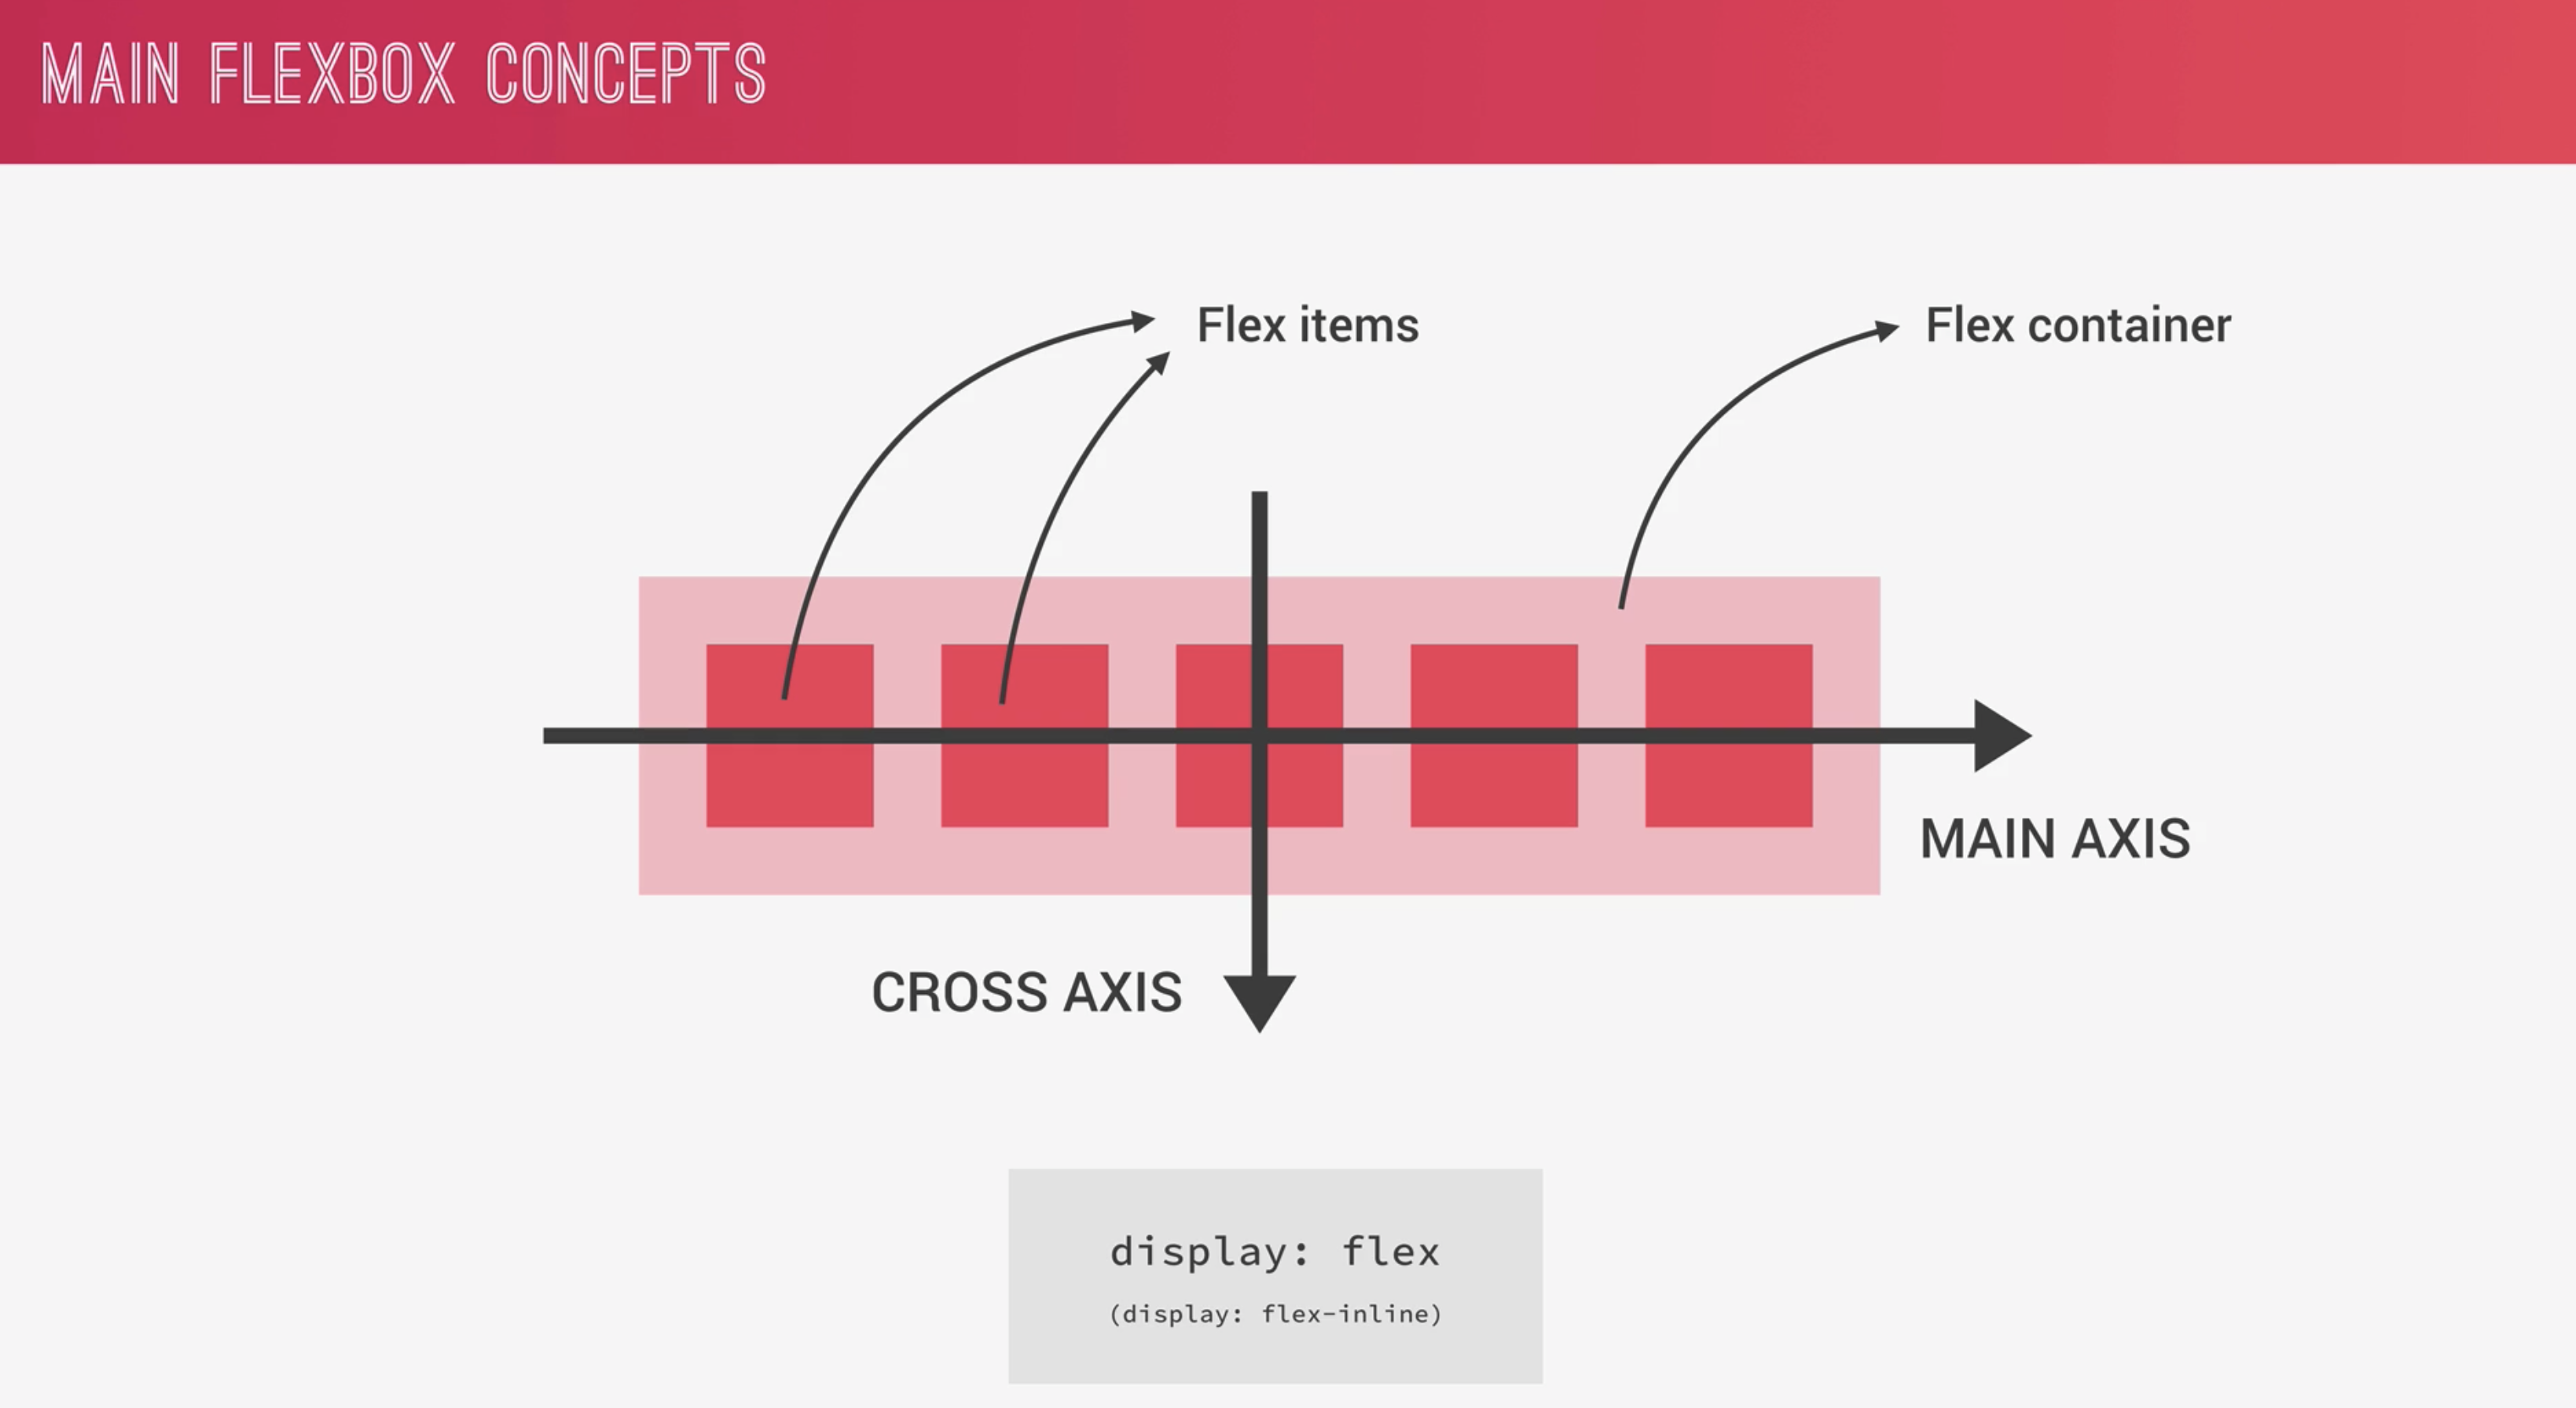 MAIN FLEXBOX CONCEPTS
Flex items
Flex container
MAIN AXIS
CROSS AXIS
display: flex
(display: flex-inline)